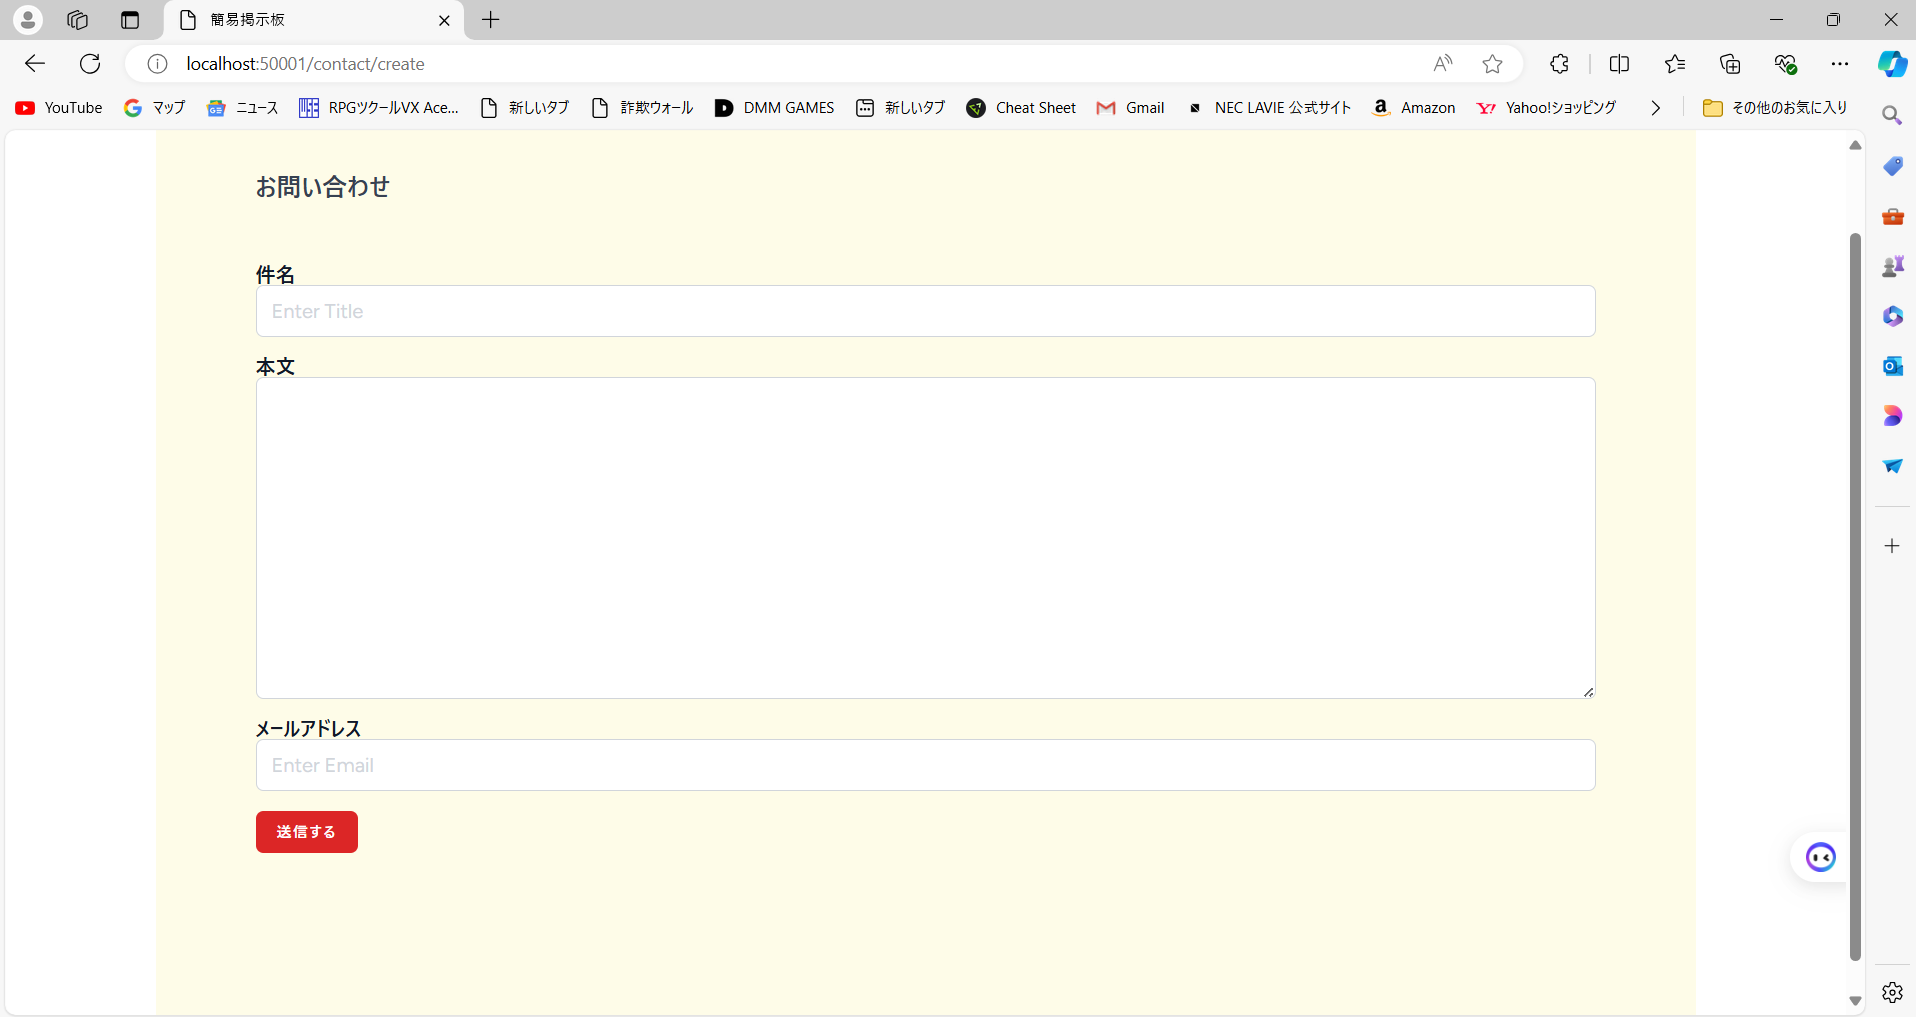 簡易掲示板
localhost:50001/contact/create
YouTube
マップ
ニュース
RPGツクールVX Ace...
新しいタブ
詐欺ウォール
DMM GAMES
新しいタブ
Cheat Sheet
Gmail
NEC LAVIE 公式サイト
Amazon
Yahoo!ショッピング
その他のお気に入り
お問い合わせ
件名
Enter Title
本文
メールアドレス
Enter Email
送信する